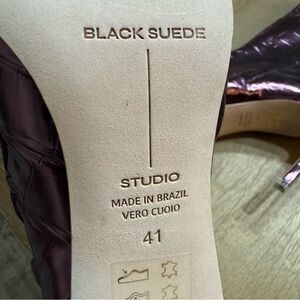 BLACK SUEDE
STUDIO
MADE IN BRAZIL
VERO CUOIO
41